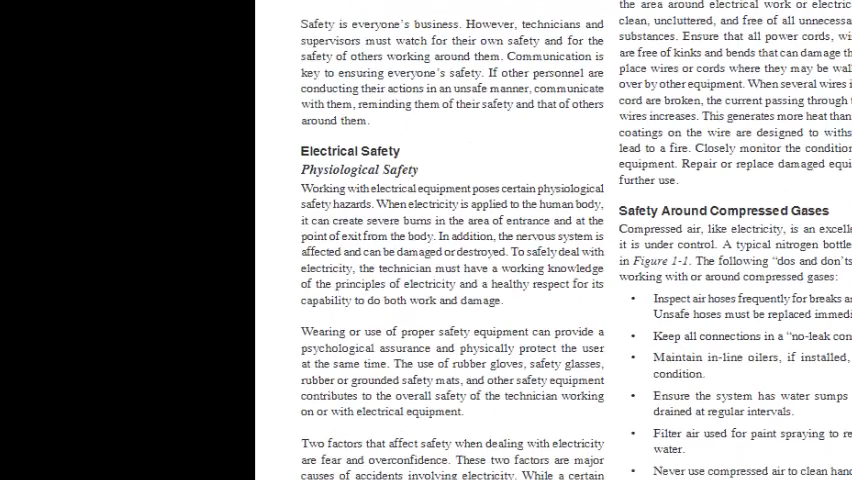 Safety is everyone's business. However, technicians and
supervisors must watch for their own safety and for the
safety of others working around them. Communication is
key to ensuring everyone's safety. If other personnel are
conducting their actions in an unsafe manner, communicate
with them, reminding them of their safety and that of others
around them.
Electrical Safety
Physiological Safety
Working with electrical equipment poses certain physiological
safety hazards. When electricity is applied to the human body,
it can create severe burns in the area of entrance and at the
point of exit from the body. In addition, the nervous system is
affected and can be damaged or destroyed. To safely deal with
electricity, the technician must have a working knowledge
of the principles of electricity and a healthy respect for its
capability to do both work and damage.
Wearing or use of proper safety equipment can provide a
psychological assurance and physically protect the user
at the same time. The use of rubber gloves, safety glasses,
rubber or grounded safety mats, and other safety equipment
contributes to the overall safety of the technician working
on or with electrical equipment.
Two factors that affect safety when dealing with electricity
are fear and overconfidence. These two factors are major
causes of accidents involving electricity. While a certain
the area around electrical work or electric
clean, uncluttered, and free of all unnecessa
substances. Ensure that all power cords, wi
are free of kinks and bends that can damage th
place wires or cords where they may be wal
over by other equipment. When several wires i
cord are broken, the current passing through t
wires increases. This generates more heat than
coatings on the wire are designed to withs
lead to a fire. Closely monitor the condition
equipment. Repair or replace damaged equi
further use.
Safety Around Compressed Gases
Compressed air, like electricity, is an excelle
it is under control. A typical nitrogen bottle
in Figure 1-1. The following "dos and don'ts
working with or around compressed gases:
• Inspect air hoses frequently for breaks an
Unsafe hoses must be replaced immedi
• Keep all connections in a "no-leak con
• Maintain in-line oilers, if installed,
condition.
• Ensure the system has water sumps
drained at regular intervals.
• Filter air used for paint spraying to re
water.
• Never use compressed air to clean hand